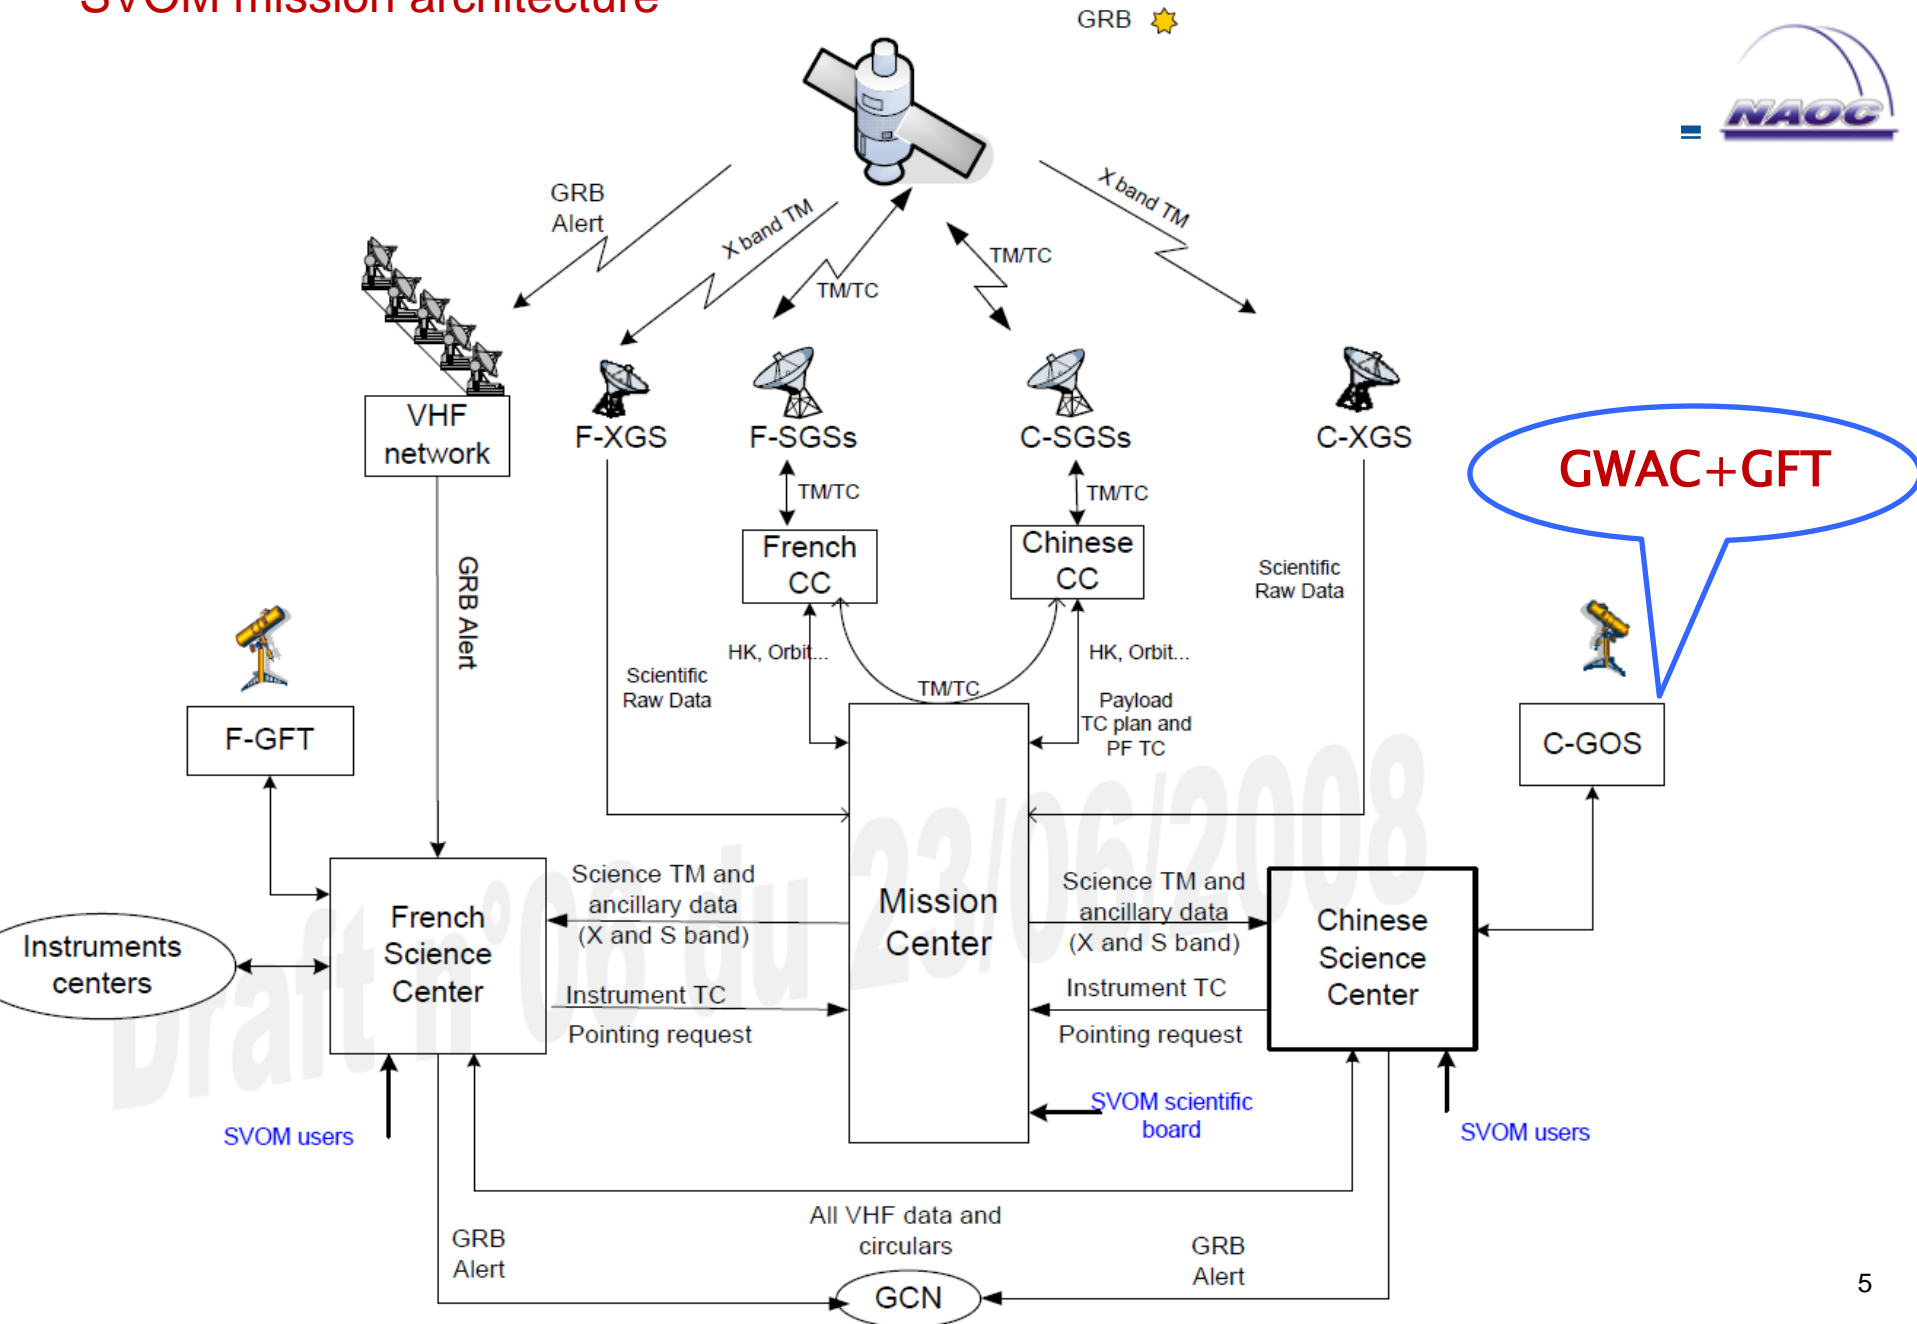 SVOM mission architecture
GRB
NAOC
GRB
Alert
X band TM
X band TM
TM/TC
TM/TC
VHF
network
F-XGS
F-SGSs
C-SGSs
C-XGS
GWAC+GFT
TM/TC
TM/TC
French
CC
Chinese
CC
GRB Alert
Scientific
Raw Data
HK, Orbit...
HK, Orbit...
Scientific
Raw Data
TM/TC
Payload
TC plan and
PF TC
F-GFT
C-GOS
Science TM and
ancillary data
(X and S band)
Science TM and
ancillary data
(X and S band)
Mission
Center
French
Science
Center
Chinese
Science
Center
Instruments
centers
Instrument TC
Pointing request
Instrument TC
Pointing request
Draft n°06 du 23/06/2008
SVOM scientific
board
SVOM users
SVOM users
All VHF data and
circulars
GRB
Alert
GRB
Alert
GCN
5